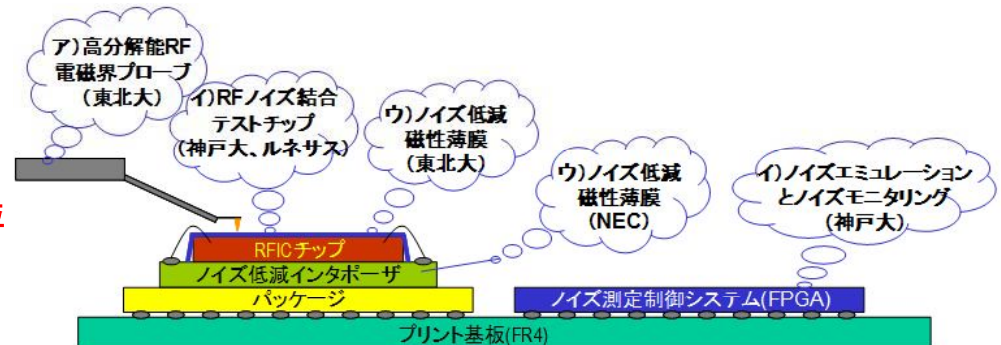 ア)高分解能RF
電磁界プローブ
(東北大)
イ)RFノイズ結合
テストチップ
(神戸大、ルネサス)
ウ)ノイズ低減
磁性薄膜
(東北大)
ウ)ノイズ低減
磁性薄膜
(NEC)
イ)ノイズエミュレーション
とノイズモニタリング
(神戸大)
RFICチップ
ノイズ低減インタポーザ
パッケージ
ノイズ測定制御システム(FPGA)
プリント基板(FR4)